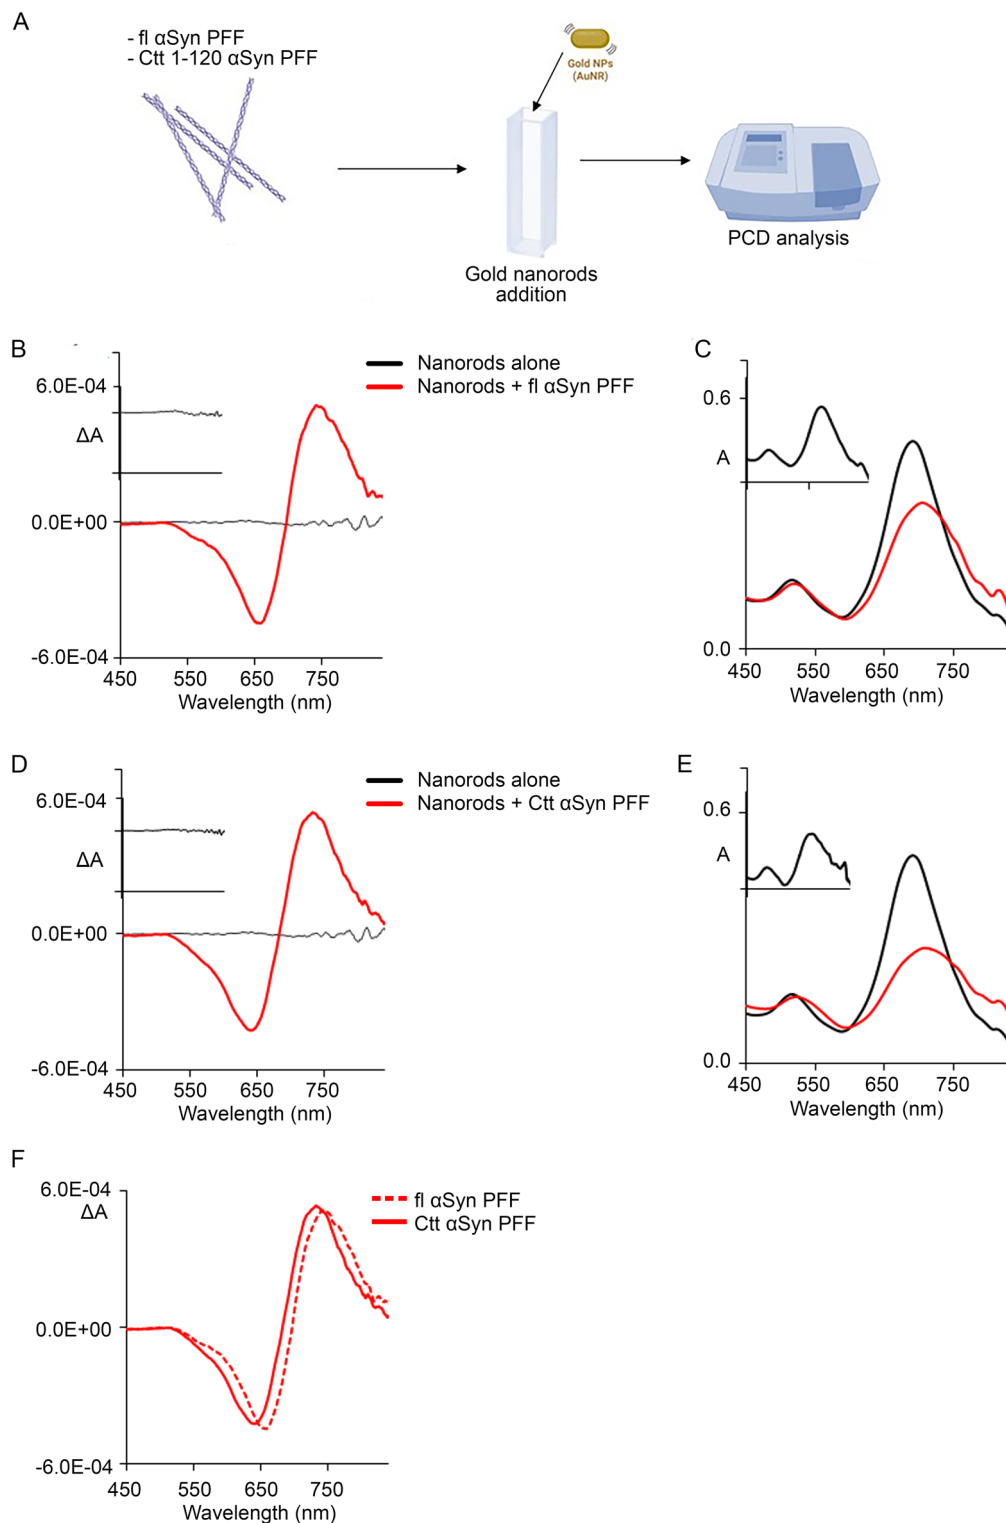 A
- fl αSyn PFF
- Ctt 1-120 αSyn PFF
Gold NPs
(AuNR)
Gold nanorods
addition
PCD analysis
B
6.0E-04
ΔA
0.0E+00
-6.0E-04
450
550
650
750
Wavelength (nm)
Nanorods alone
Nanorods + fl αSyn PFF
C
0.6
A
0.0
450
550
650
750
Wavelength (nm)
D
6.0E-04
ΔA
0.0E+00
-6.0E-04
450
550
650
750
Wavelength (nm)
Nanorods alone
Nanorods + Ctt αSyn PFF
E
0.6
A
0.0
450
550
650
750
Wavelength (nm)
F
6.0E-04
ΔA
0.0E+00
-6.0E-04
450
550
650
750
Wavelength (nm)
fl αSyn PFF
Ctt αSyn PFF